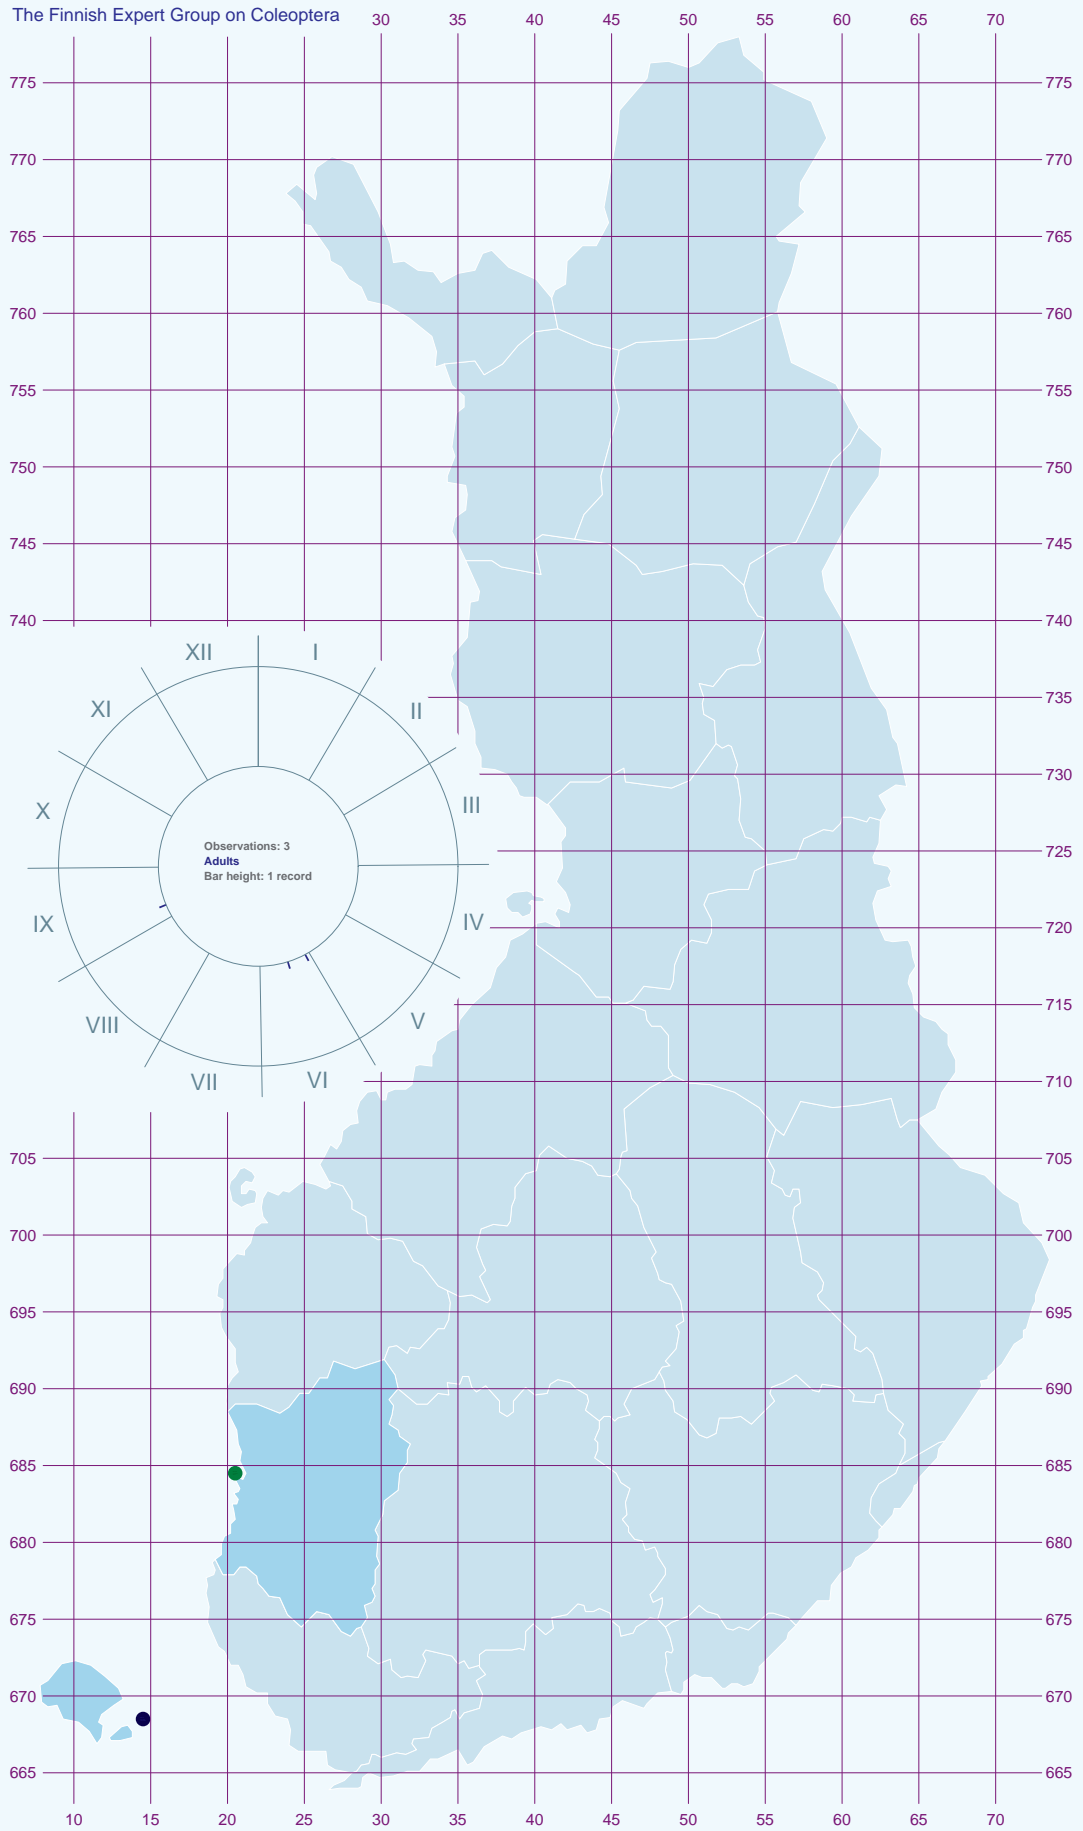 The Finnish Expert Group on Coleoptera
30 35 40 45 50 55 60 65 70
775 775
770 770
765 765
760 760
755 755
750 750
745 745
740 740
XII I
XI II
735
730
X III
Observations: 3
725
Adults
Bar height: 1 record
IX IV
720
715
VIII V
VII VI
710
705 705
700 700
695 695
690 690
685 685
680 680
675 675
670 670
665 665
10 15 20 25 30 35 40 45 50 55 60 65 70